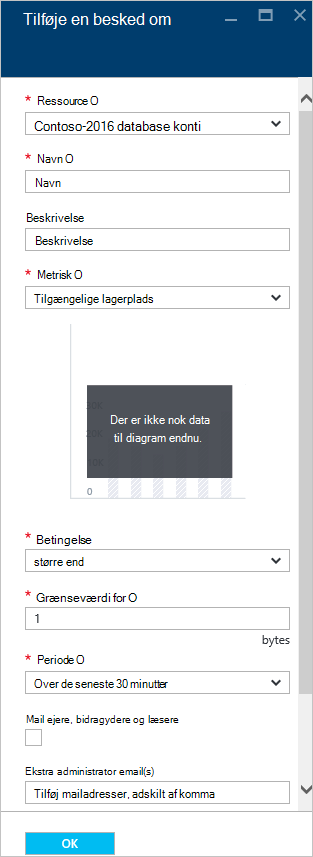 Tilføje en besked om
* Ressource O
Contoso-2016 database konti
* Navn O
Navn
Beskrivelse
Beskrivelse
* Metrisk O
Tilgængelige lagerplads
Der er ikke nok data
til diagram endnu.
0
* Betingelse
større end
* Grænseværdi for O
1
bytes
* Periode O
Over de seneste 30 minutter
Mail ejere, bidragydere og læsere
Ekstra administrator email(s)
Tilføj mailadresser, adskilt af komma
OK